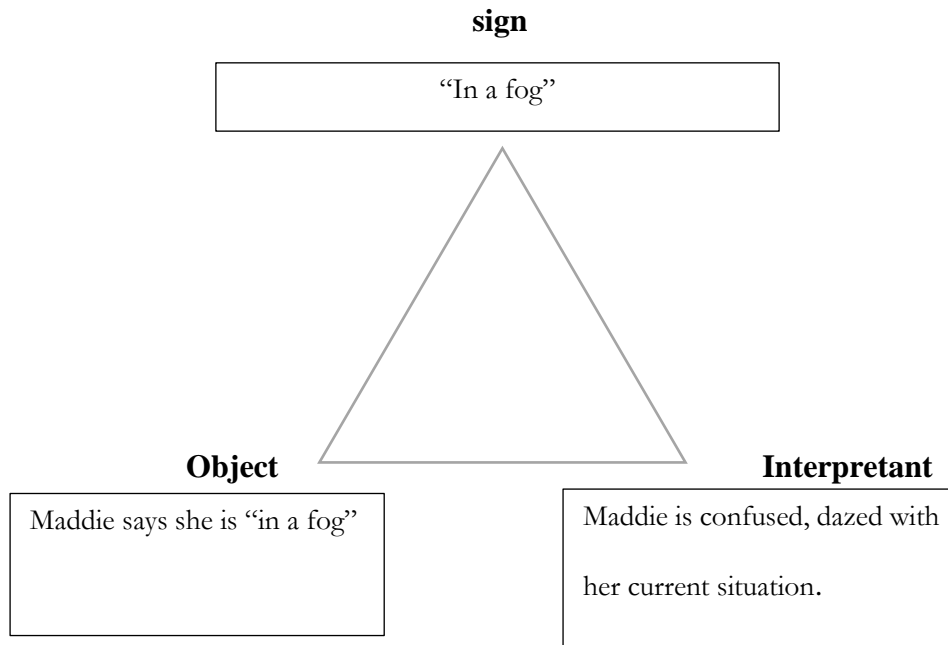 sign
“In a fog”
Object
Interpretant
Maddie says she is “in a fog”
Maddie is confused, dazed with
her current situation.